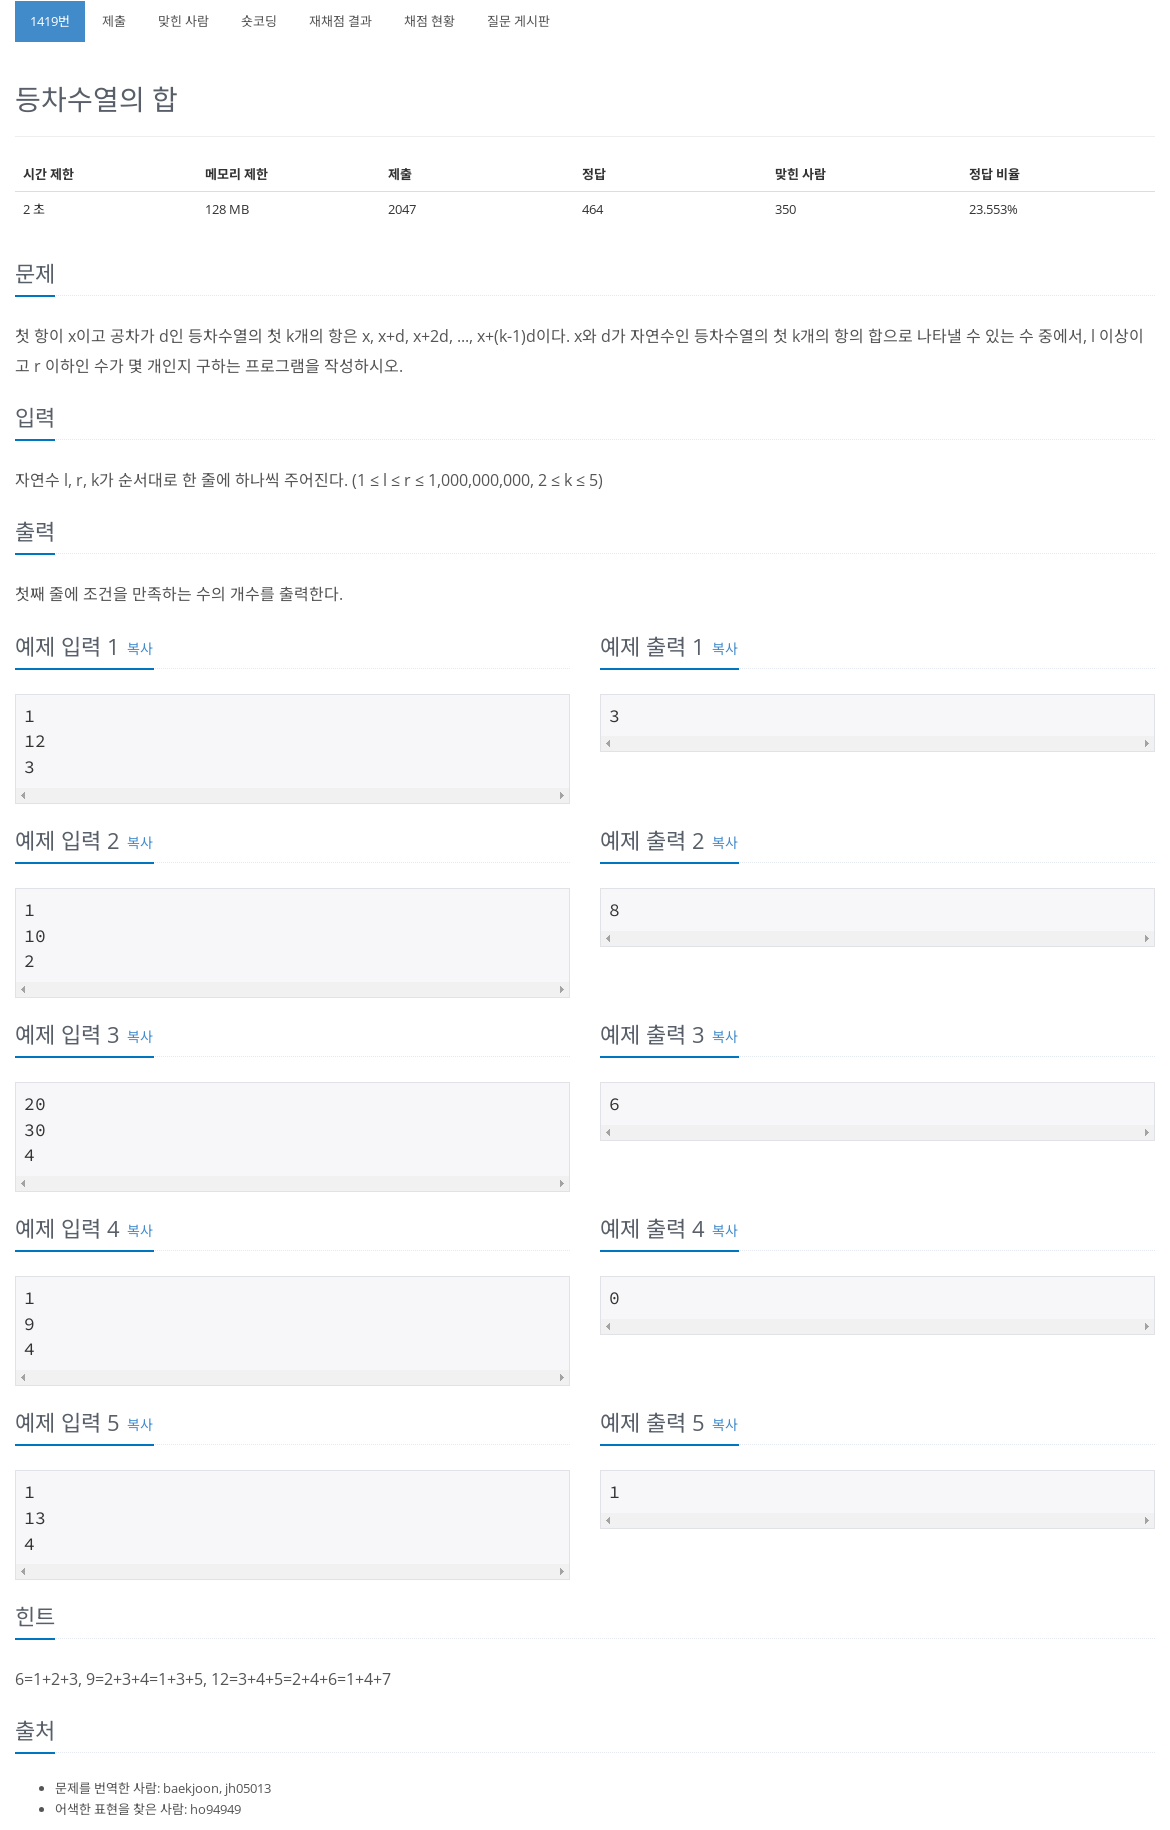 1419번 제출 맞힌 사람 숏코딩 재채점 결과 채점 현황 질문 게시판
등차수열의 합
시간 제한 메모리 제한 제출 정답 맞힌 사람 정답 비율
2 초 128 MB 2047 464 350 23.553%
문제
첫 항이 x이고 공차가 d인 등차수열의 첫 k개의 항은 x, x+d, x+2d, ..., x+(k-1)d이다. x와 d가 자연수인 등차수열의 첫 k개의 항의 합으로 나타낼 수 있는 수 중에서, l 이상이
고 r 이하인 수가 몇 개인지 구하는 프로그램을 작성하시오.
입력
자연수 l, r, k가 순서대로 한 줄에 하나씩 주어진다. (1 ≤ l ≤ r ≤ 1,000,000,000, 2 ≤ k ≤ 5)
출력
첫째 줄에 조건을 만족하는 수의 개수를 출력한다.
예제 입력 1 복사
1
12
3
예제 출력 1 복사
3
예제 입력 2 복사
1
10
2
예제 출력 2 복사
8
예제 입력 3 복사
20
30
4
예제 출력 3 복사
6
예제 입력 4 복사
1
9
4
예제 출력 4 복사
0
예제 입력 5 복사
1
13
4
예제 출력 5 복사
1
힌트
6=1+2+3, 9=2+3+4=1+3+5, 12=3+4+5=2+4+6=1+4+7
출처
• 문제를 번역한 사람: baekjoon, jh05013
• 어색한 표현을 찾은 사람: ho94949